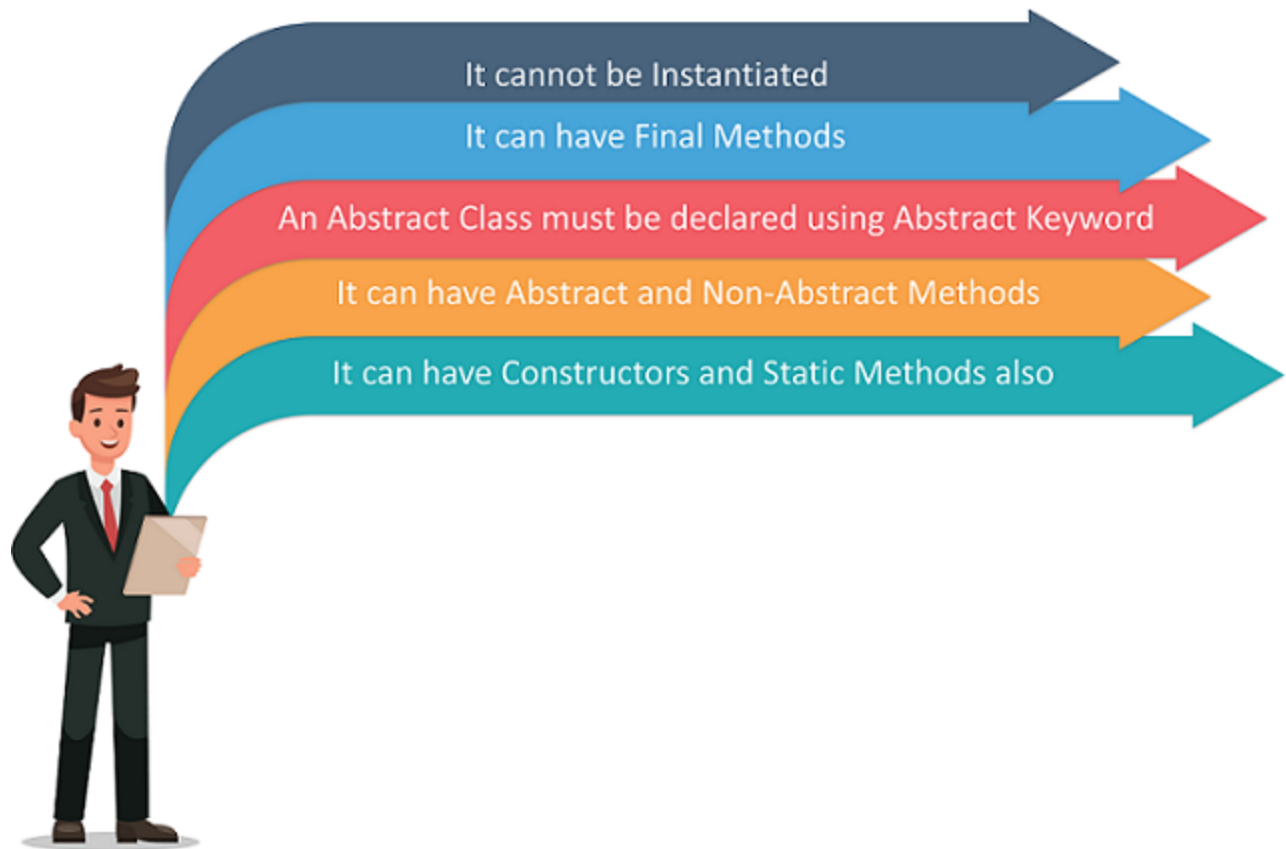 It cannot be Instantiated
It can have Final Methods
An Abstract Class must be declared using Abstract Keyword
It can have Abstract and Non-Abstract Methods
It can have Constructors and Static Methods also